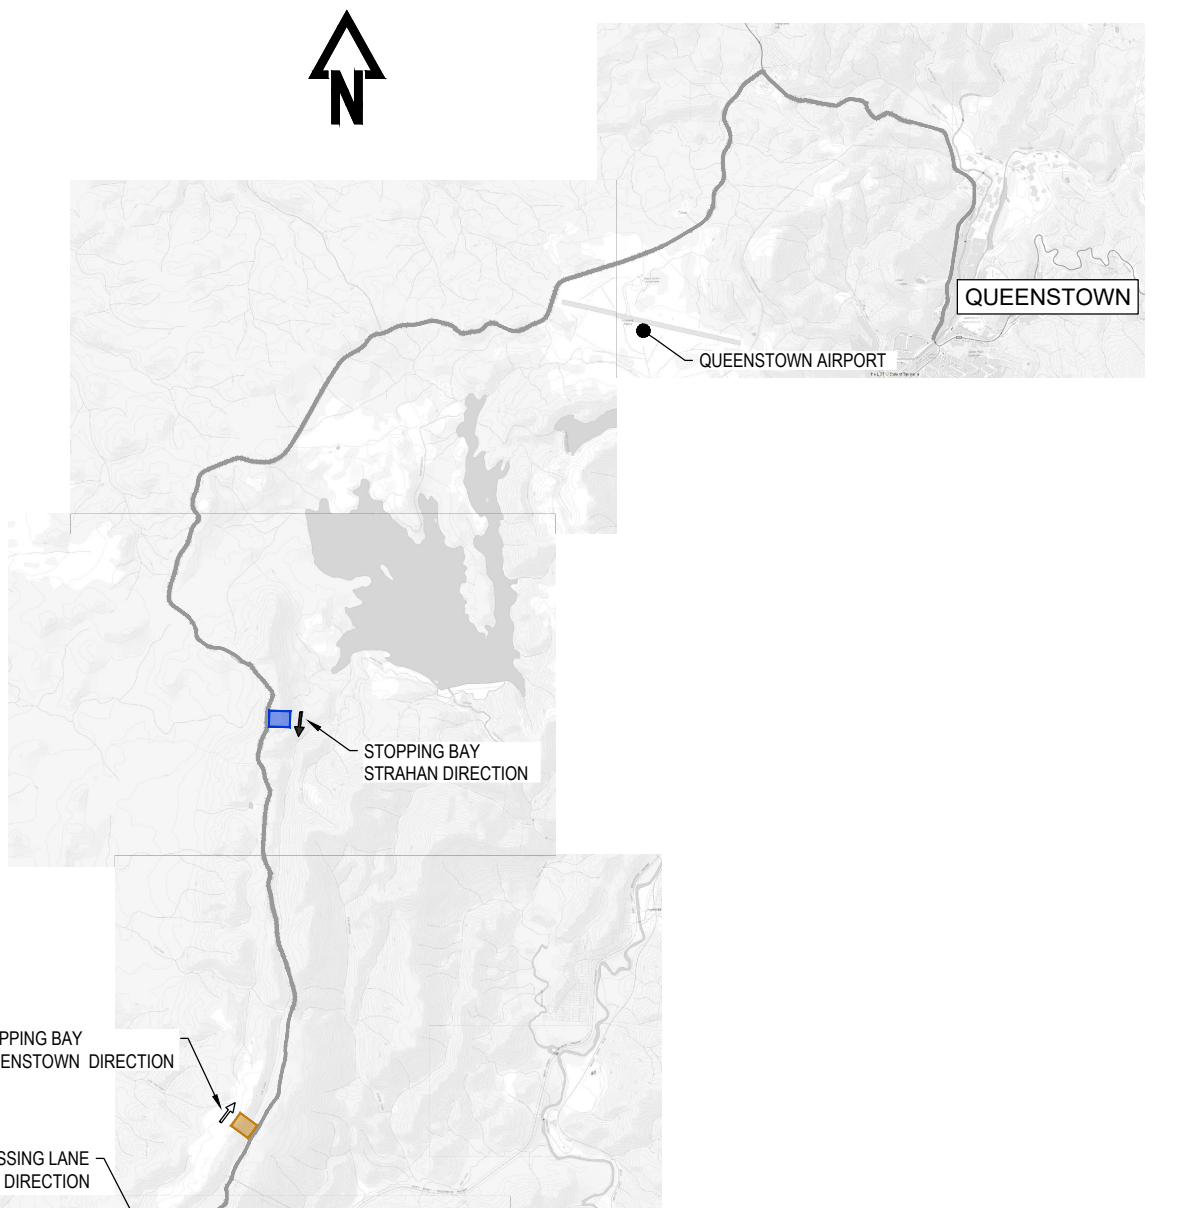 N
QUEENSTOWN
QUEENSTOWN AIRPORT
STOPPING BAY
STRAHAN DIRECTION
PPING BAY
ENSTOWN DIRECTION
SSING LANE
DIRECTION